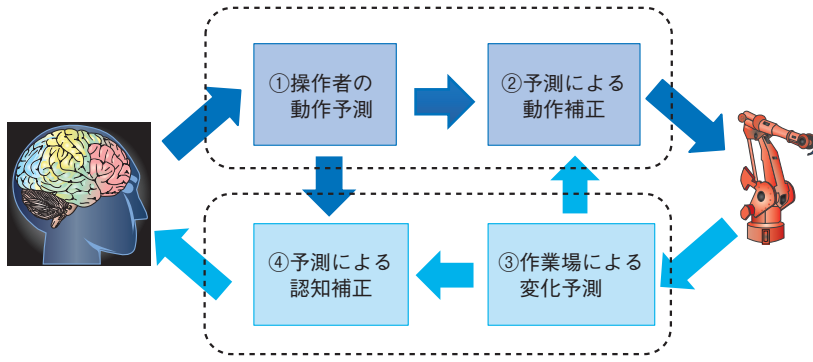 ①操作者の
動作予測
②予測による
動作補正
④予測による
認知補正
③作業場による
変化予測